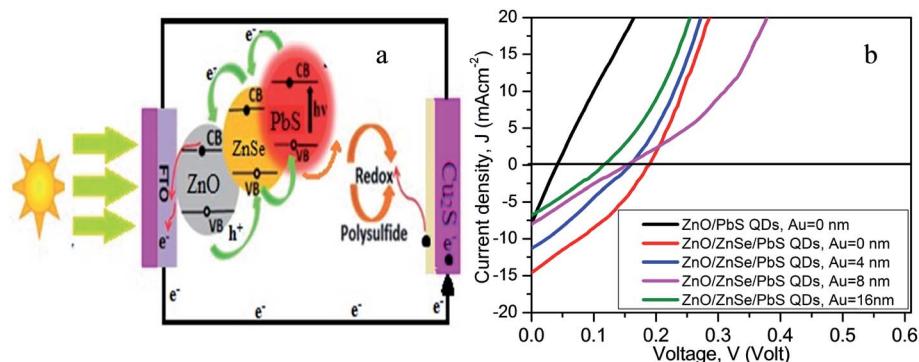 a
e-
e-
e-
CB
CB
PbS
hν
CB
ZnSe
ZnO
VB
VB
VB
h+
FTO
e-
Redox
Polysulfide
Cu2S
e-
e-
e-
e-
e-
b
Current density, J (mAcm-2)
20
15
10
5
0
-5
-10
-15
-20
ZnO/PbS QDs, Au=0 nm
ZnO/ZnSe/PbS QDs, Au=0 nm
ZnO/ZnSe/PbS QDs, Au=4 nm
ZnO/ZnSe/PbS QDs, Au=8 nm
ZnO/ZnSe/PbS QDs, Au=16nm
0.0 0.1 0.2 0.3 0.4 0.5 0.6
Voltage, V (Volt)